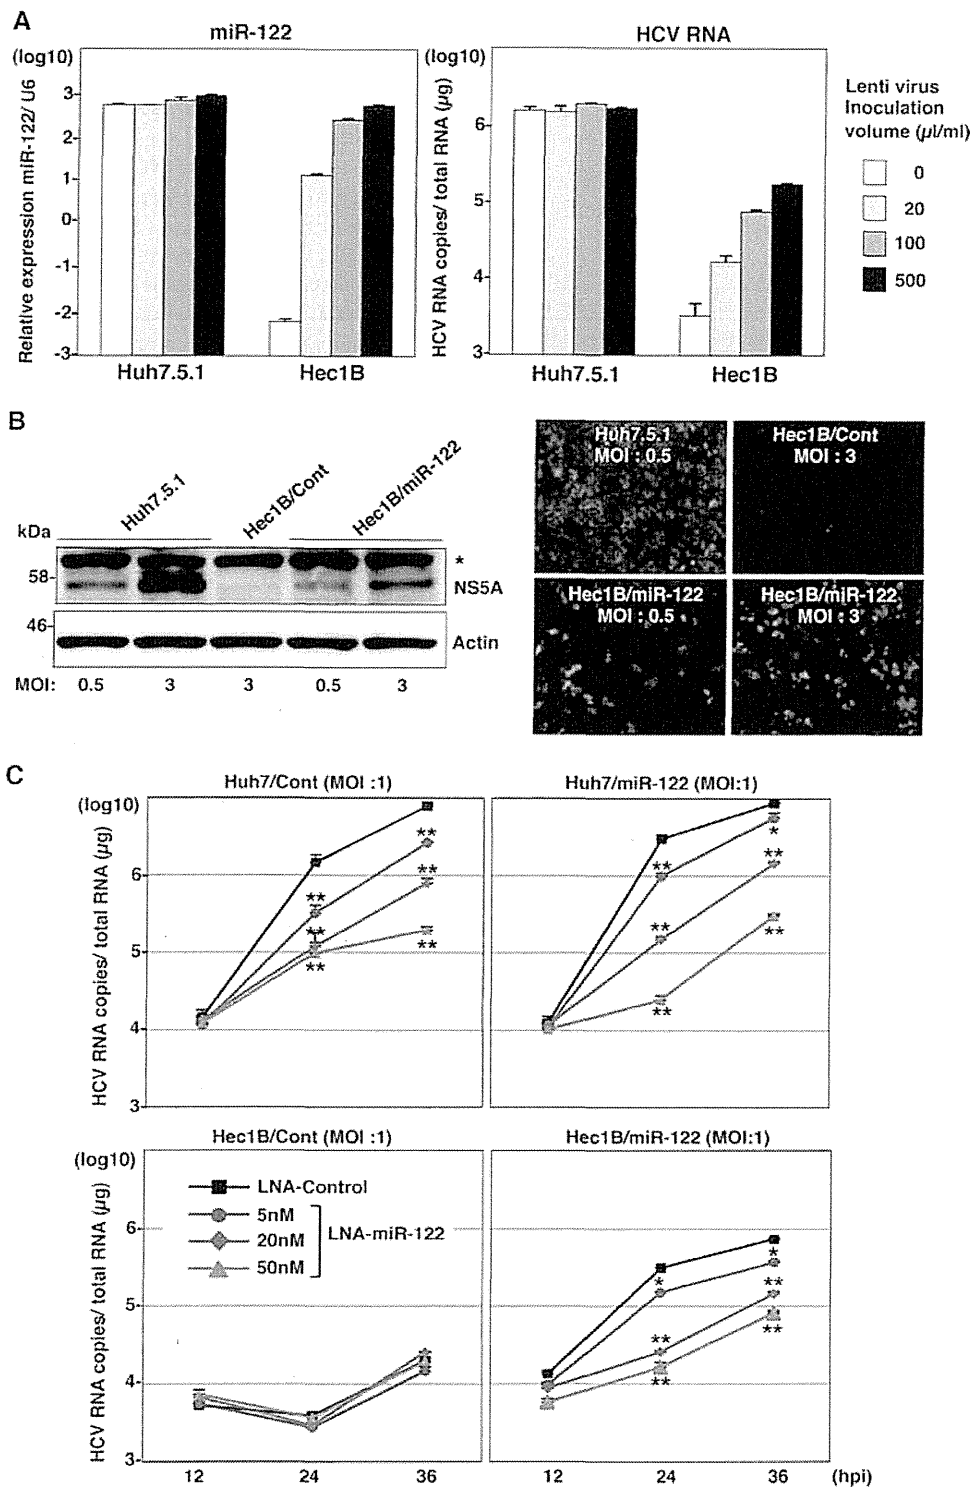 A
miR-122
HCV RNA
(log10)
(log10)
Relative expression miR-122/ U6
3
2
1
0
-1
-2
-3
Huh7.5.1
Hec1B
HCV RNA copies/ total RNA (µg)
6
5
4
3
Huh7.5.1
Hec1B
Lenti virus
Inoculation
volume (µl/ml)
0
20
100
500
B
Huh7.5.1
Hec1B/Cont
Hec1B/miR-122
kDa
58
*
NS5A
46
Actin
MOI: 0.5 3 3 0.5 3
Huh7.5.1
MOI : 0.5
Hec1B/Cont
MOI : 3
Hec1B/miR-122
MOI : 0.5
Hec1B/miR-122
MOI : 3
C
Huh7/Cont (MOI :1)
Huh7/miR-122 (MOI:1)
(log10)
HCV RNA copies/ total RNA (µg)
6
5
4
3
**
**
**
**
**
**
**
*
**
**
**
**
Hec1B/Cont (MOI :1)
Hec1B/miR-122 (MOI:1)
(log10)
HCV RNA copies/ total RNA (µg)
6
5
4
3
LNA-Control
5nM
20nM
50nM
LNA-miR-122
*
*
**
**
**
**
12 24 36 12 24 36 (hpi)